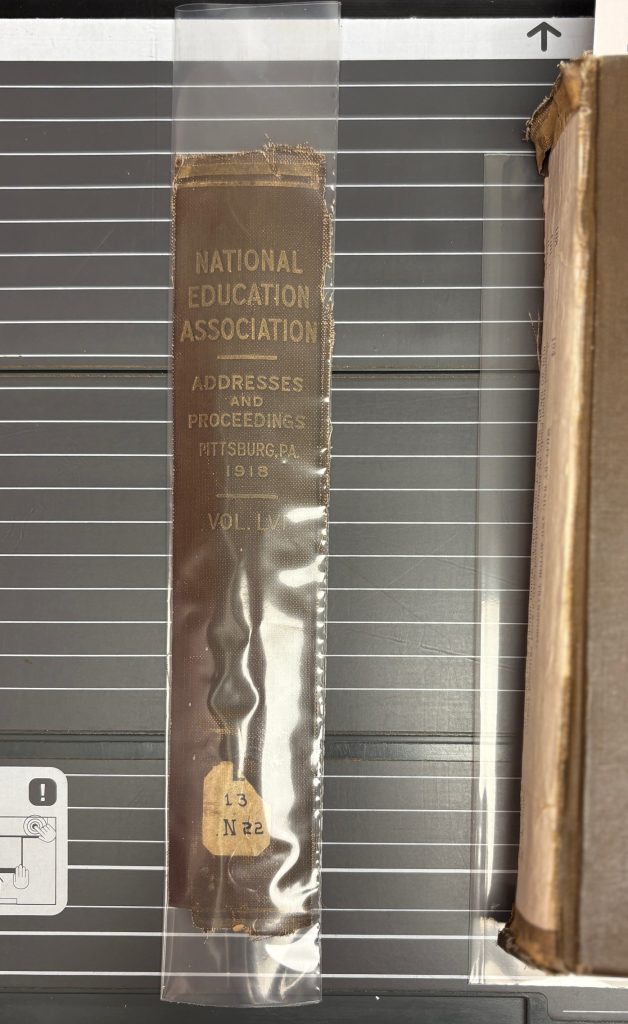 NATIONAL
EDUCATION
ASSOCIATION
ADDRESSES
AND
PROCEEDINGS
PITTSBURG, PA.
1918
VOL. LVI
13
.N22
!